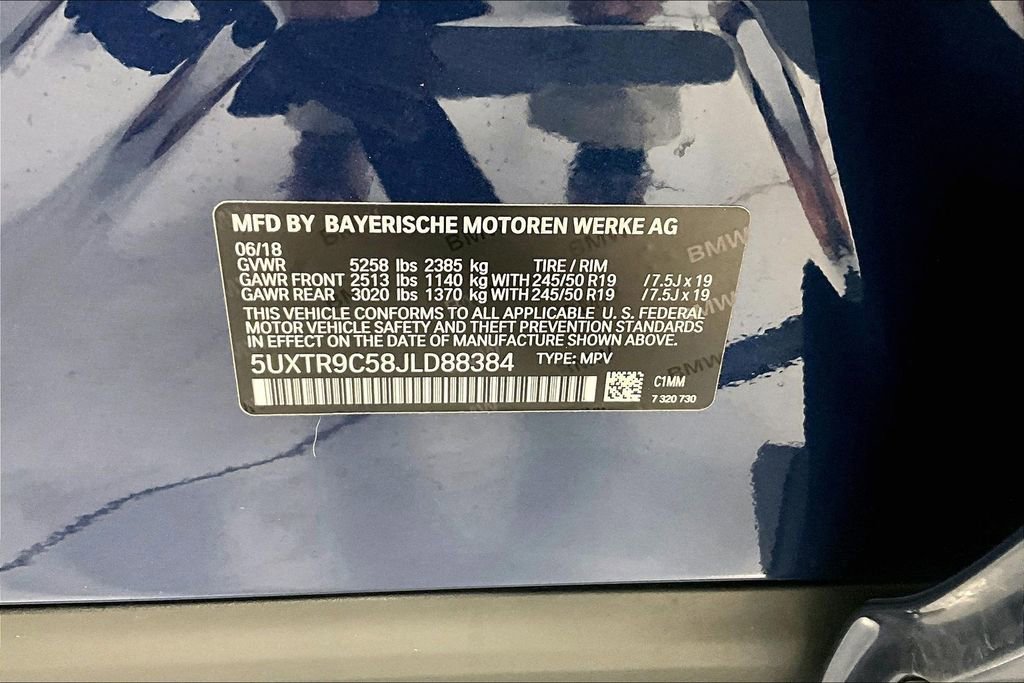 MFD BY BAYERISCHE MOTOREN WERKE AG
06/18
GVWR 5258 lbs 2385 kg TIRE / RIM
GAWR FRONT 2513 lbs 1140 kg WITH 245/50 R19 /7.5J x 19
GAWR REAR 3020 lbs 1370 kg WITH 245/50 R19 /7.5J x 19
THIS VEHICLE CONFORMS TO ALL APPLICABLE U. S. FEDERAL
MOTOR VEHICLE SAFETY AND THEFT PREVENTION STANDARDS
IN EFFECT ON THE DATE OF MANUFACTURE SHOWN ABOVE.
5UXTR9C58JLD88384 TYPE: MPV
C1MM
7 320 730
BMW